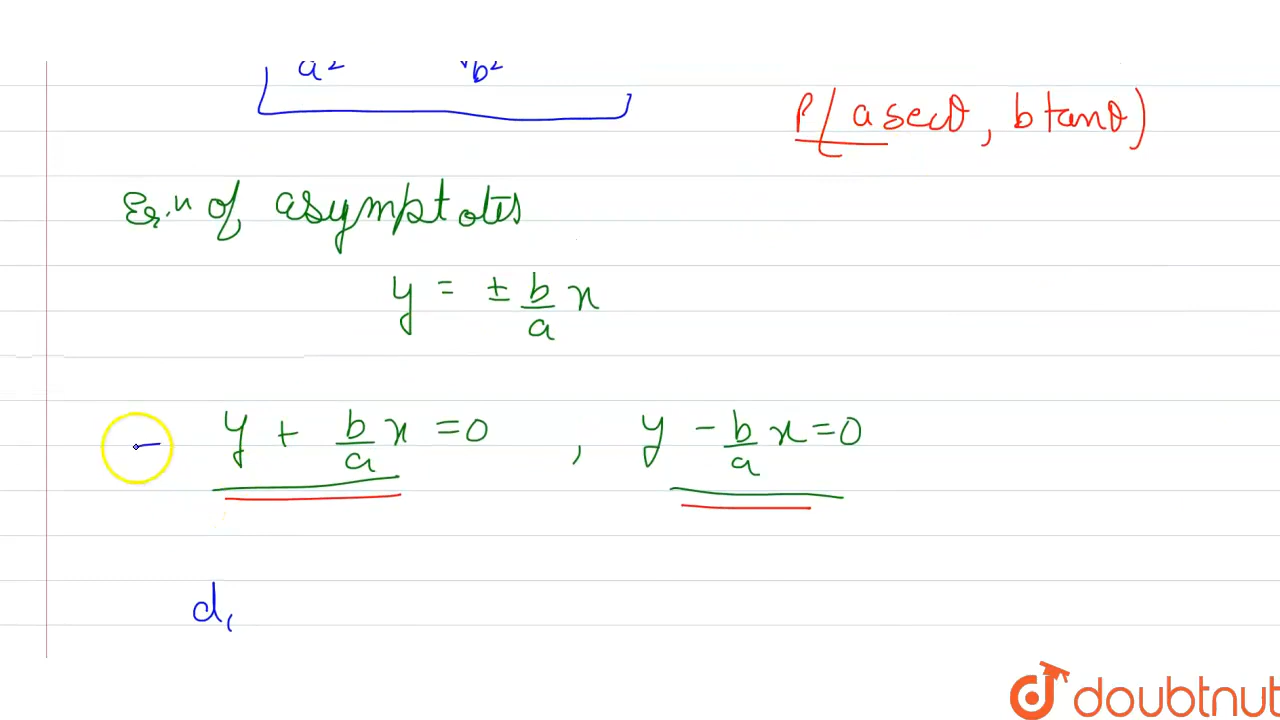 a² b²
P(a secθ, b tanθ)
Eq.n of asymptotes
y = ± b/a x
y + b/a x = 0 , y - b/a x = 0
d₁
doubtnut